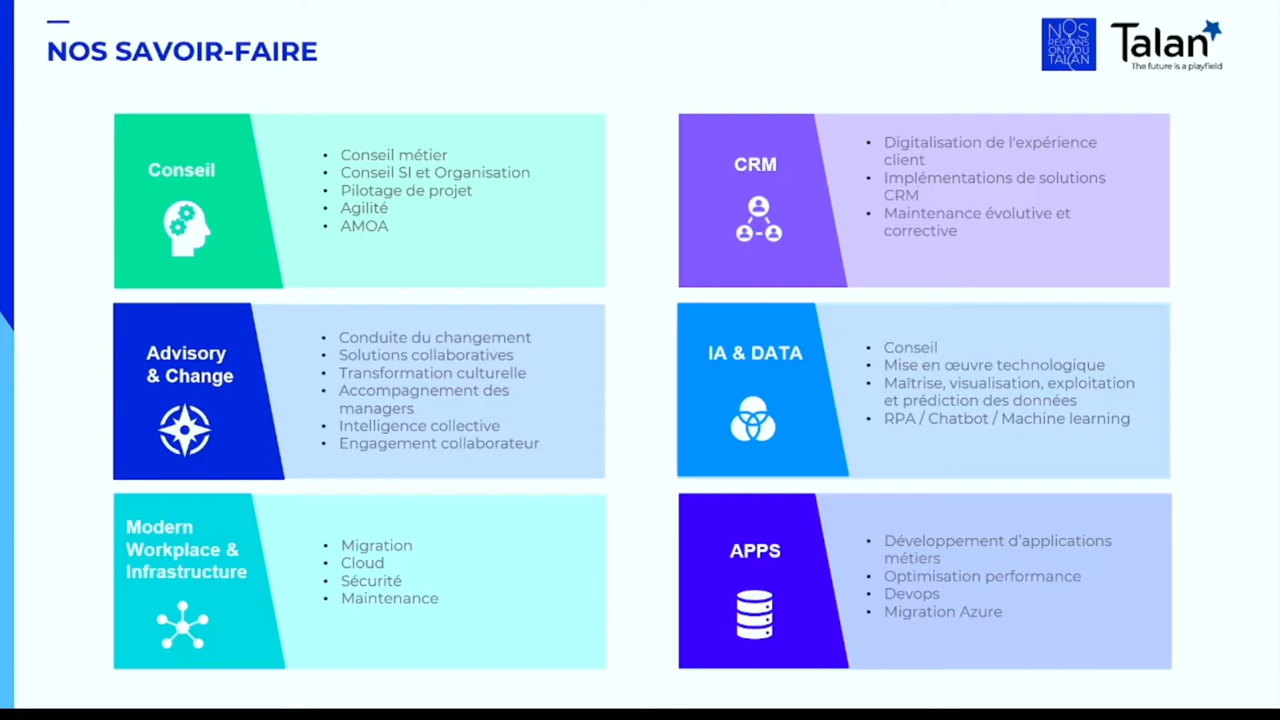 NOS SAVOIR-FAIRE
NOS
RÉGIONS
ONT DU
TALAN
Talan
The future is a playfield
Conseil
• Conseil métier
• Conseil SI et Organisation
• Pilotage de projet
• Agilité
• AMOA
CRM
• Digitalisation de l'expérience
client
• Implémentations de solutions
CRM
• Maintenance évolutive et
corrective
Advisory
& Change
• Conduite du changement
• Solutions collaboratives
• Transformation culturelle
• Accompagnement des
managers
• Intelligence collective
• Engagement collaborateur
IA & DATA
• Conseil
• Mise en œuvre technologique
• Maîtrise, visualisation, exploitation
et prédiction des données
• RPA / Chatbot / Machine learning
Modern
Workplace &
Infrastructure
• Migration
• Cloud
• Sécurité
• Maintenance
APPS
• Développement d’applications
métiers
• Optimisation performance
• Devops
• Migration Azure